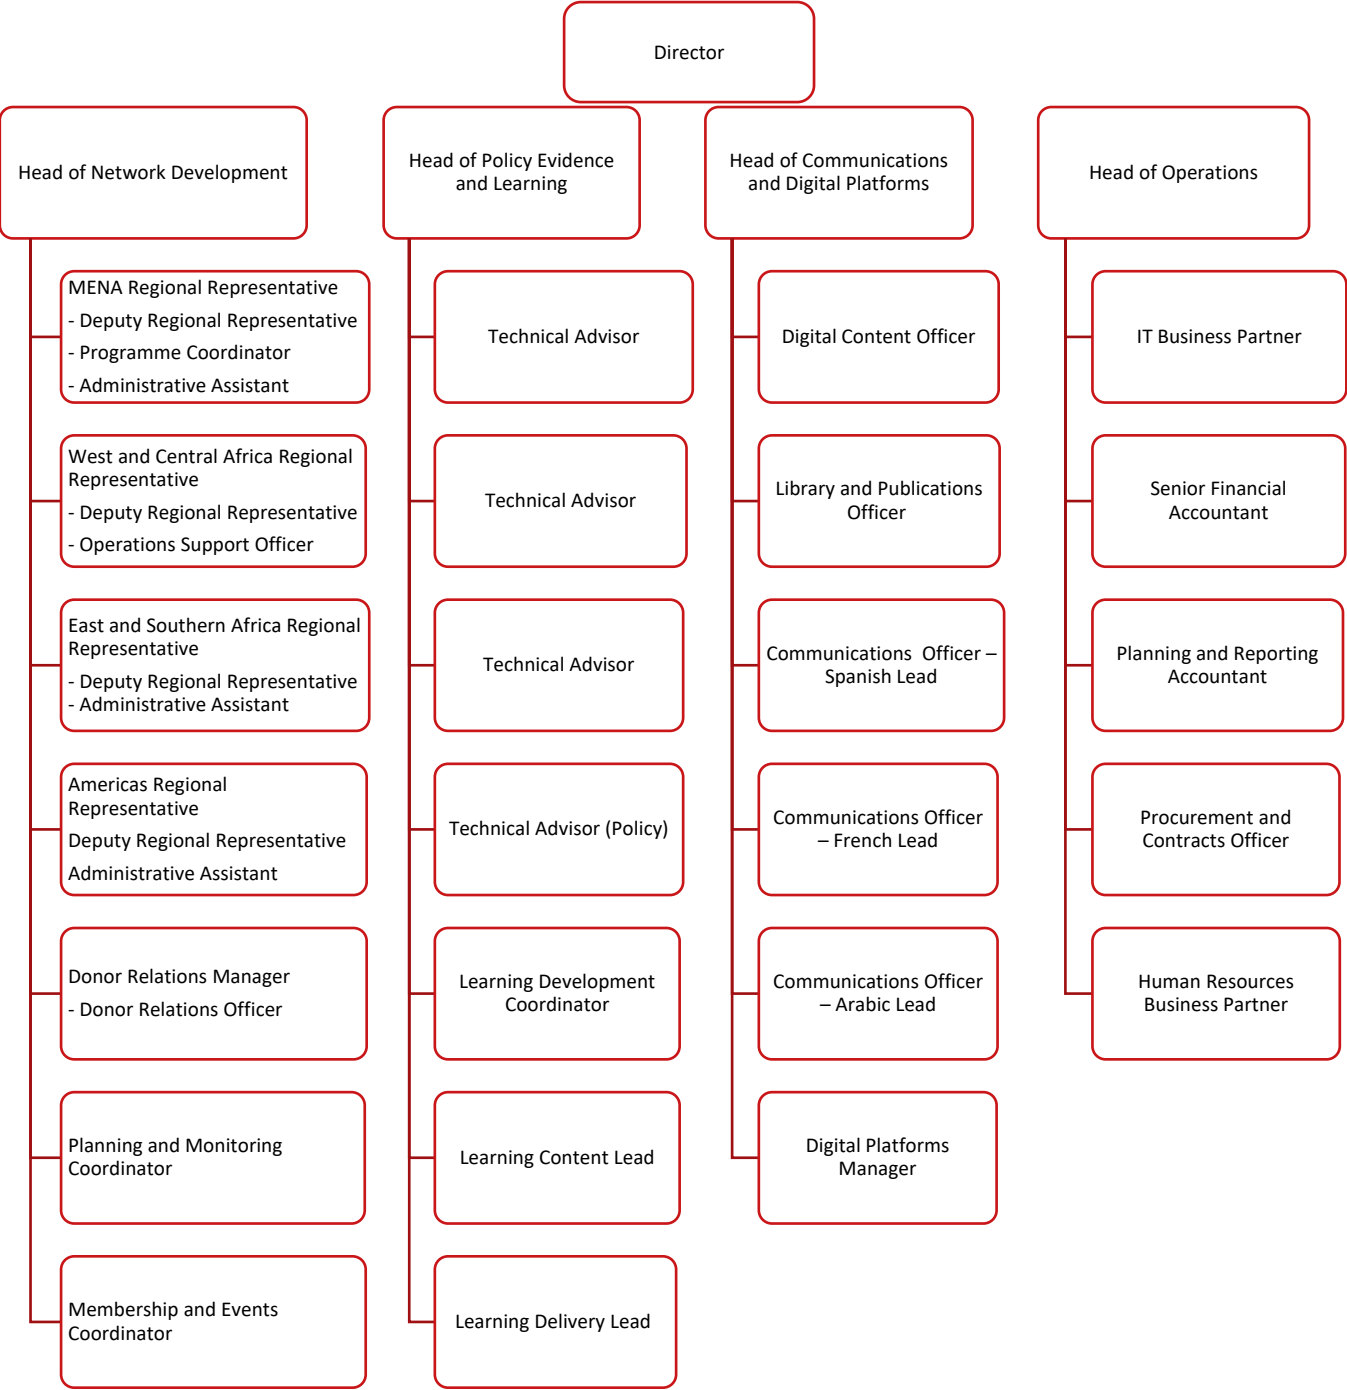 Director
Head of Network Development
MENA Regional Representative
- Deputy Regional Representative
- Programme Coordinator
- Administrative Assistant
West and Central Africa Regional
Representative
- Deputy Regional Representative
- Operations Support Officer
East and Southern Africa Regional
Representative
- Deputy Regional Representative
- Administrative Assistant
Americas Regional
Representative
Deputy Regional Representative
Administrative Assistant
Donor Relations Manager
- Donor Relations Officer
Planning and Monitoring
Coordinator
Membership and Events
Coordinator
Head of Policy Evidence
and Learning
Technical Advisor
Technical Advisor
Technical Advisor
Technical Advisor (Policy)
Learning Development
Coordinator
Learning Content Lead
Learning Delivery Lead
Head of Communications
and Digital Platforms
Digital Content Officer
Library and Publications
Officer
Communications  Officer –
Spanish Lead
Communications Officer
– French Lead
Communications Officer
– Arabic Lead
Digital Platforms
Manager
Head of Operations
IT Business Partner
Senior Financial
Accountant
Planning and Reporting
Accountant
Procurement and
Contracts Officer
Human Resources
Business Partner